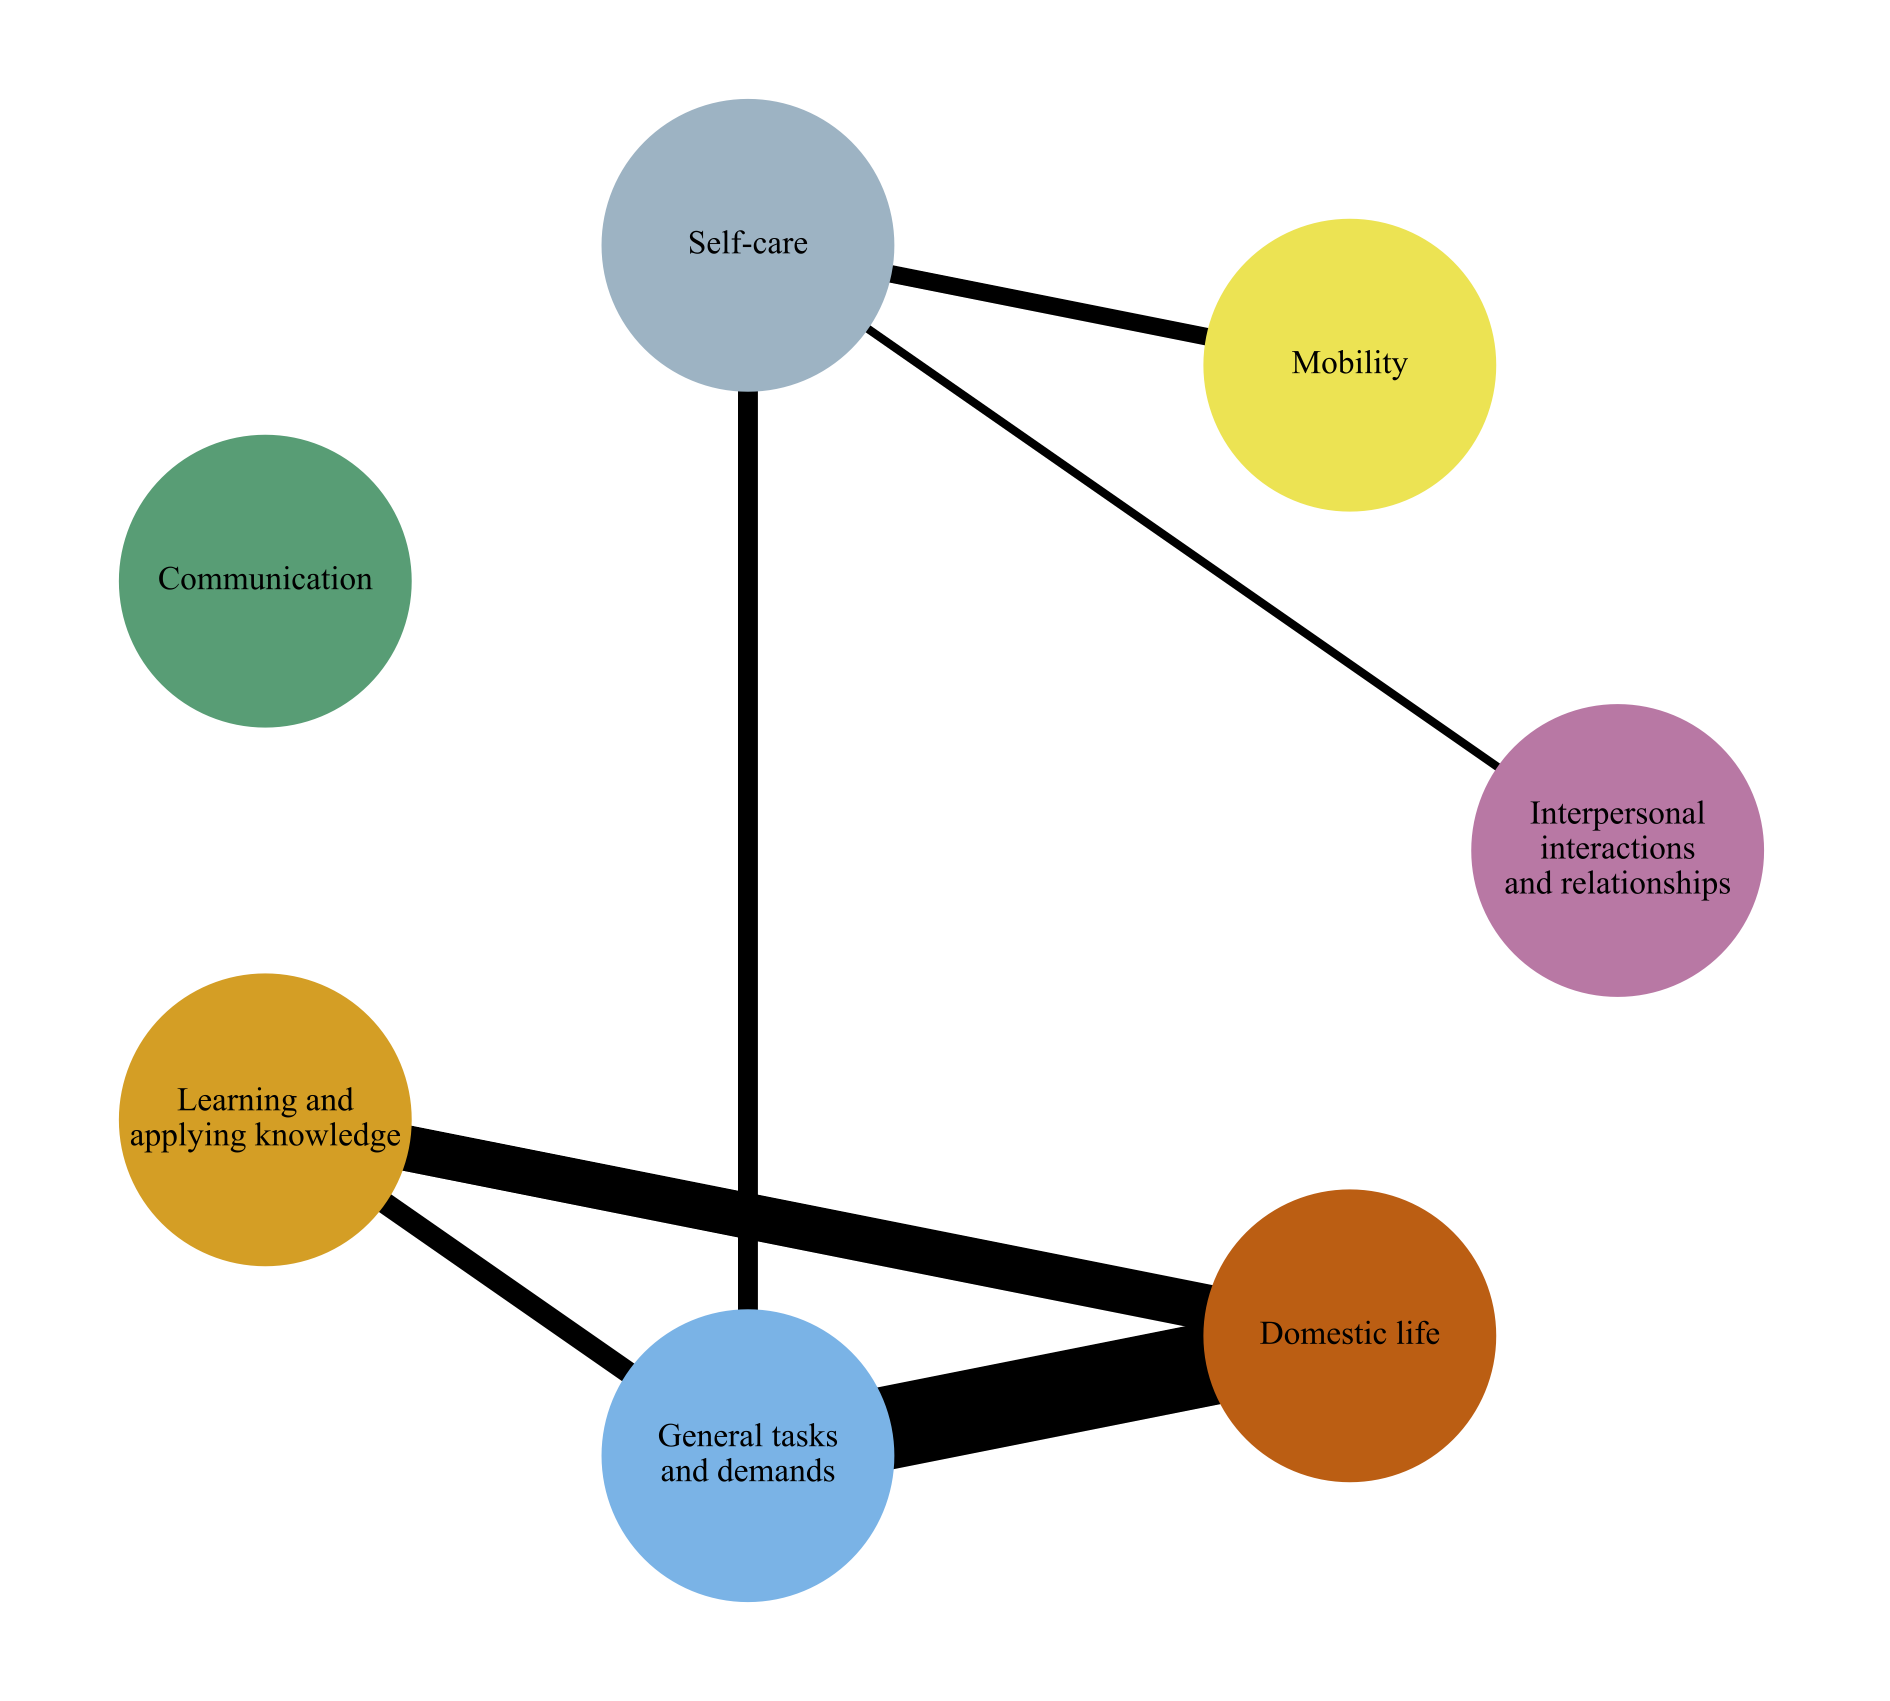 Self-care
Mobility
Communication
Interpersonal
interactions
and relationships
Learning and
applying knowledge
Domestic life
General tasks
and demands